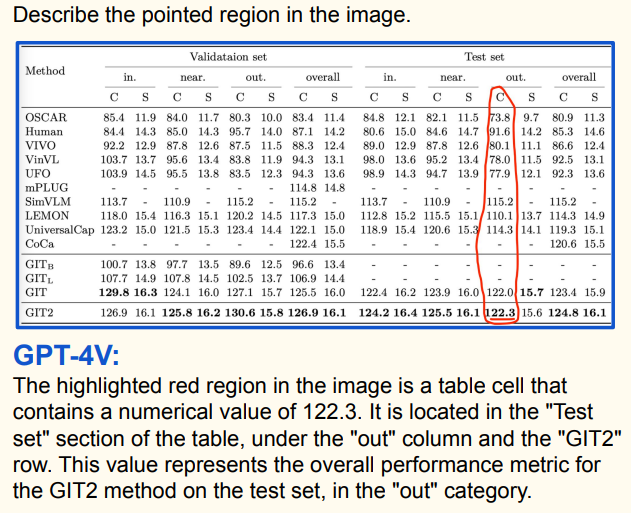 Describe the pointed region in the image.
Method Validataion set Test set
in. near. out. overall in. near. out. overall
C S C S C S C S C S C S C S C S
OSCAR 85.4 11.9 84.0 11.7 80.3 10.0 83.4 11.4 84.8 12.1 82.1 11.5 73.8 9.7 80.9 11.3
Human 84.4 14.3 85.0 14.3 95.7 14.0 87.1 14.2 80.6 15.0 84.6 14.7 91.6 14.2 85.3 14.6
VIVO 92.2 12.9 87.8 12.6 87.5 11.5 88.3 12.4 89.0 12.9 87.8 12.6 80.1 11.1 86.6 12.4
VinVL 103.7 13.7 95.6 13.4 83.8 11.9 94.3 13.1 98.0 13.6 95.2 13.4 78.0 11.5 92.5 13.1
UFO 103.9 14.5 95.5 13.8 83.5 12.3 94.3 13.6 98.9 14.3 94.7 13.9 77.9 12.1 92.3 13.6
mPLUG - - - - - - 114.8 14.8 - - - - - - - -
SimVLM 113.7 - 110.9 - 115.2 - 115.2 - 113.7 - 110.9 - 115.2 - 115.2 -
LEMON 118.0 15.4 116.3 15.1 120.2 14.5 117.3 15.0 112.8 15.2 115.5 15.1 110.1 13.7 114.3 14.9
UniversalCap 123.2 15.0 121.5 15.3 123.4 14.4 122.1 15.0 118.9 15.4 120.6 15.3 114.3 14.1 119.3 15.1
CoCa - - - - - - 122.4 15.5 - - - - - - 120.6 15.5
GITB 100.7 13.8 97.7 13.5 89.6 12.5 96.6 13.4 - - - - - - - -
GITL 107.7 14.9 107.8 14.5 102.5 13.7 106.9 14.4 - - - - - - - -
GIT 129.8 16.3 124.1 16.0 127.1 15.7 125.5 16.0 122.4 16.2 123.9 16.0 122.0 15.7 123.4 15.9
GIT2 126.9 16.1 125.8 16.2 130.6 15.8 126.9 16.1 124.2 16.4 125.5 16.1 122.3 15.6 124.8 16.1
GPT-4V:
The highlighted red region in the image is a table cell that
contains a numerical value of 122.3. It is located in the "Test
set" section of the table, under the "out" column and the "GIT2"
row. This value represents the overall performance metric for
the GIT2 method on the test set, in the "out" category.